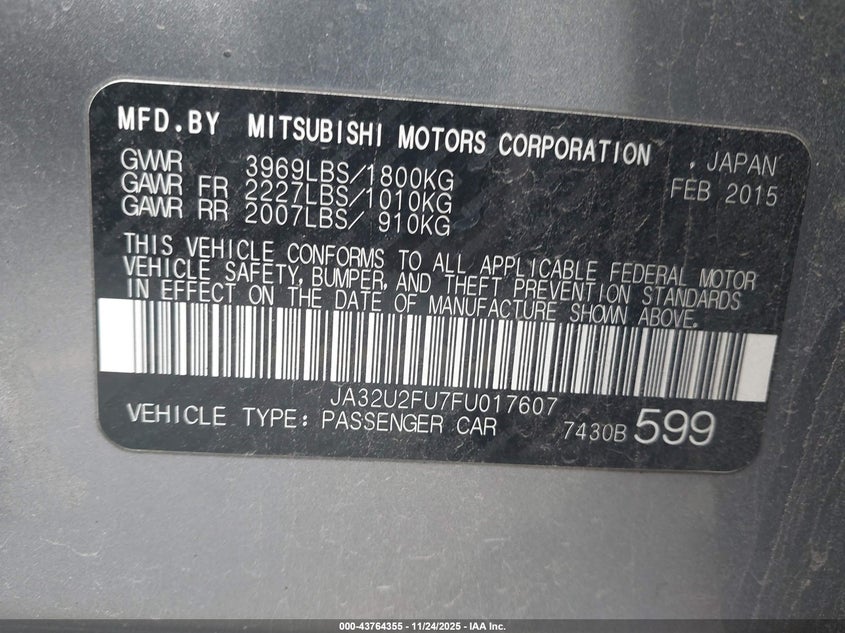 MFD.BY MITSUBISHI MOTORS CORPORATION , JAPAN
GVWR 3969LBS/1800KG FEB 2015
GAWR FR 2227LBS/1010KG
GAWR RR 2007LBS/ 910KG
THIS VEHICLE CONFORMS TO ALL APPLICABLE FEDERAL MOTOR
VEHICLE SAFETY, BUMPER, AND THEFT PREVENTION STANDARDS
IN EFFECT ON THE DATE OF MANUFACTURE SHOWN ABOVE.
JA32U2FU7FU017607
VEHICLE TYPE: PASSENGER CAR 7430B 599
000-43764355 - 11/24/2025 - IAA Inc.